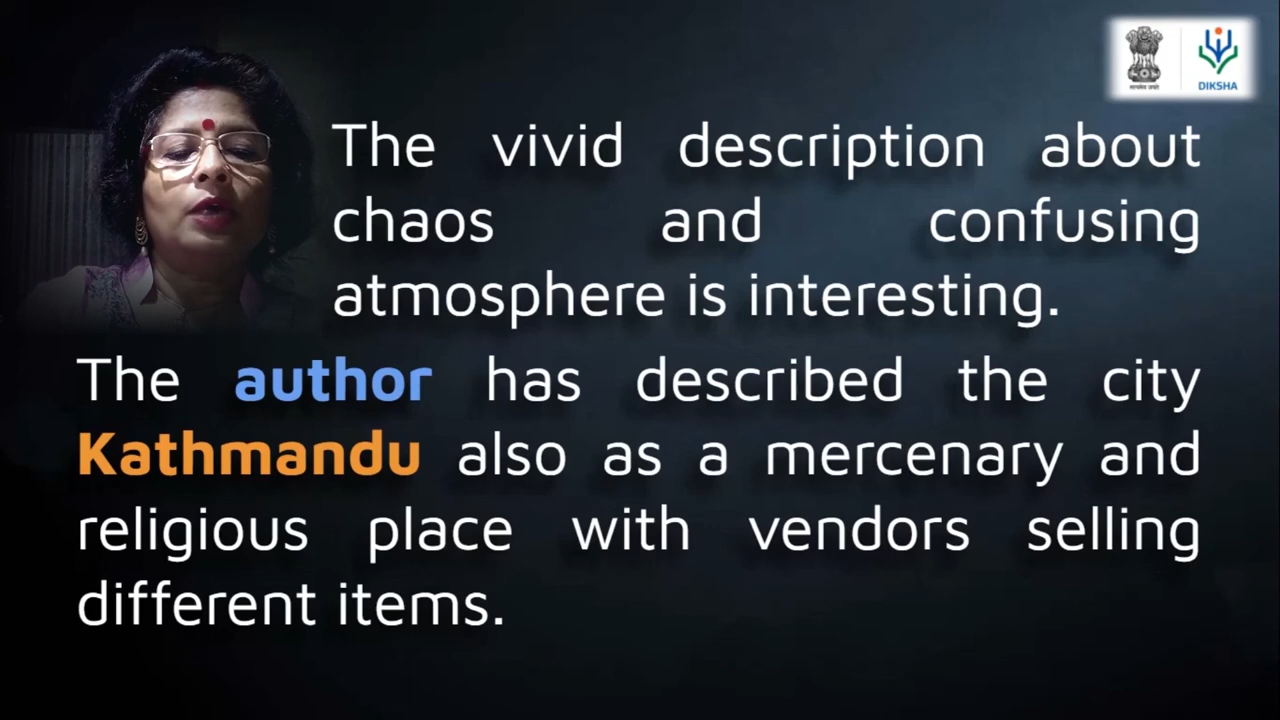 DIKSHA
The vivid description about
chaos and confusing
atmosphere is interesting.
The author has described the city
Kathmandu also as a mercenary and
religious place with vendors selling
different items.